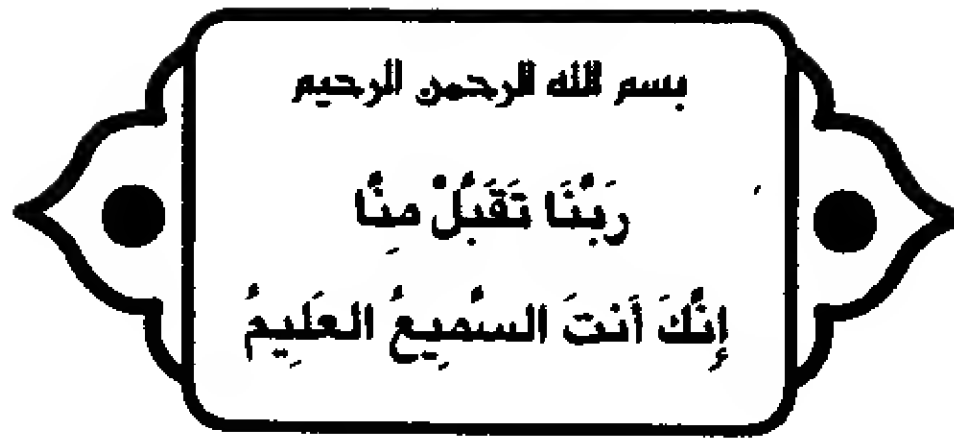 بسم الله الرحمن الرحيم
رَبَّنَا تَقَبَّلْ مِنَّا
إِنَّكَ أَنتَ السَّمِيعُ العَلِيمُ